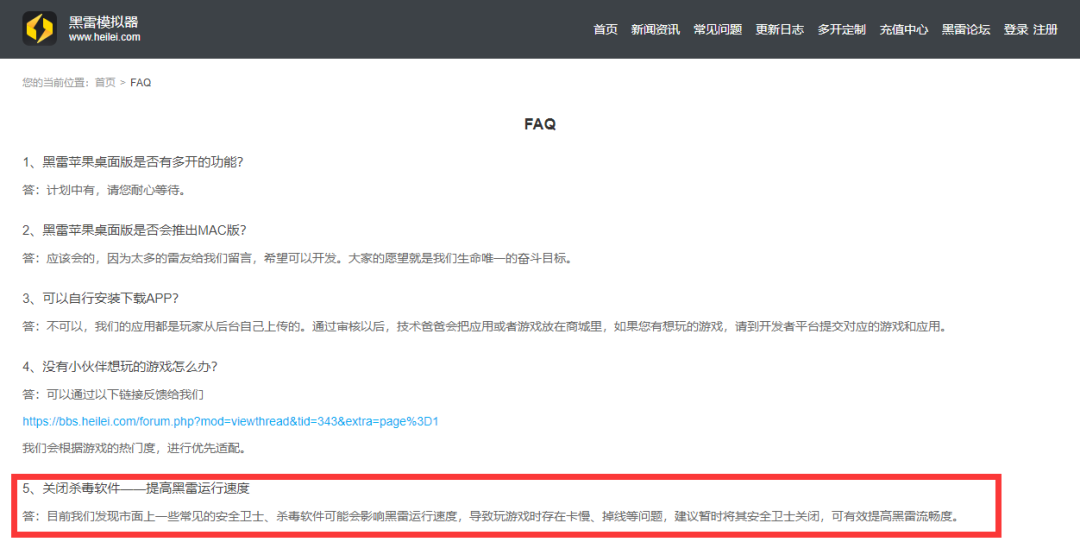 黑雷模拟器
www.heilei.com
首页 新闻资讯 常见问题 更新日志 多开定制 充值中心 黑雷论坛 登录 注册
您的当前位置：首页 > FAQ
FAQ
1、黑雷苹果桌面版是否有多开的功能?
答：计划中有，请您耐心等待。
2、黑雷苹果桌面版是否会推出MAC版?
答：应该会的，因为太多的雷友给我们留言，希望可以开发。大家的愿望就是我们生命唯一的奋斗目标。
3、可以自行安装下载APP?
答：不可以，我们的应用都是玩家从后台自己上传的。通过审核以后，技术爸爸会把应用或者游戏放在商城里，如果您有想玩的游戏，请到开发者平台提交对应的游戏和应用。
4、没有小伙伴想玩的游戏怎么办?
答：可以通过以下链接反馈给我们
https://bbs.heilei.com/forum.php?mod=viewthread&tid=343&extra=page%3D1
我们会根据游戏的热门度，进行优先适配。
5、关闭杀毒软件——提高黑雷运行速度
答：目前我们发现市面上一些常见的安全卫士、杀毒软件可能会影响黑雷运行速度，导致玩游戏时存在卡慢、掉线等问题，建议暂时将其安全卫士关闭，可有效提高黑雷流畅度。